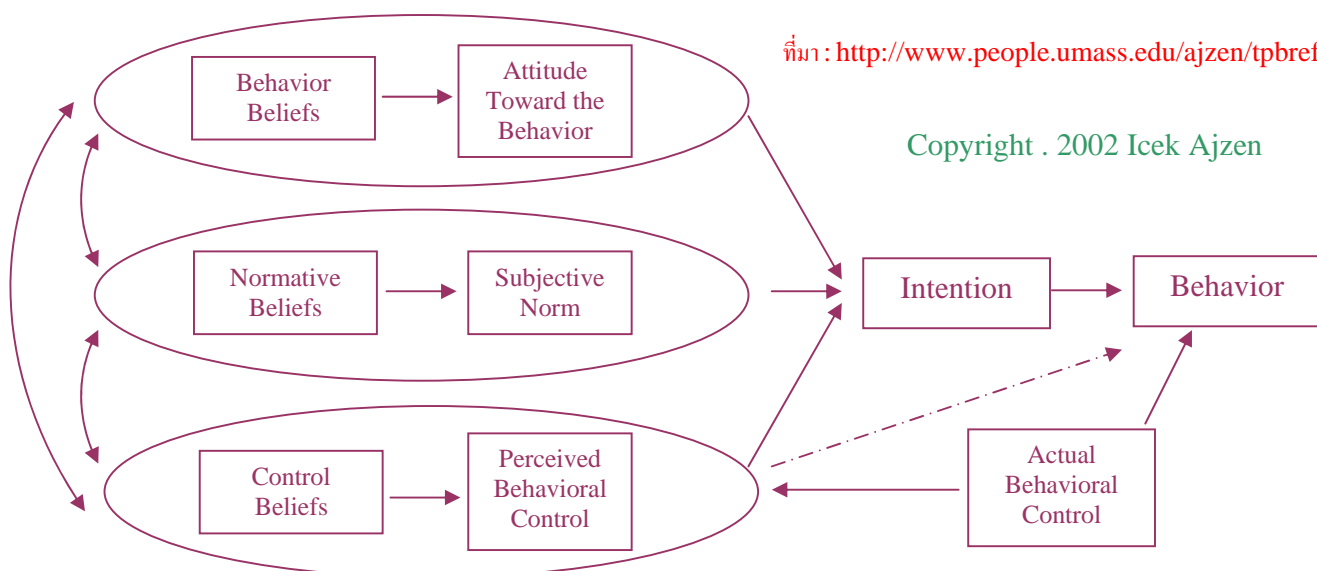 ที่มา : http://www.people.umass.edu/ajzen/tpbref
Copyright . 2002 Icek Ajzen
Behavior
Beliefs
Attitude
Toward the
Behavior
Normative
Beliefs
Subjective
Norm
Intention
Behavior
Control
Beliefs
Perceived
Behavioral
Control
Actual
Behavioral
Control